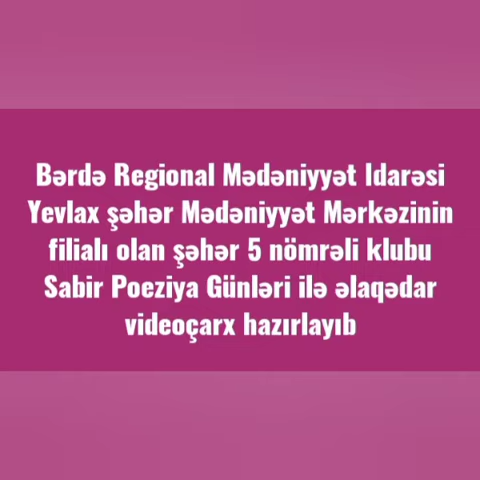 Bərdə Regional Mədəniyyət Idarəsi
Yevlax şəhər Mədəniyyət Mərkəzinin
filialı olan şəhər 5 nömrəli klubu
Sabir Poeziya Günləri ilə əlaqədar
videoçarx hazırlayıb